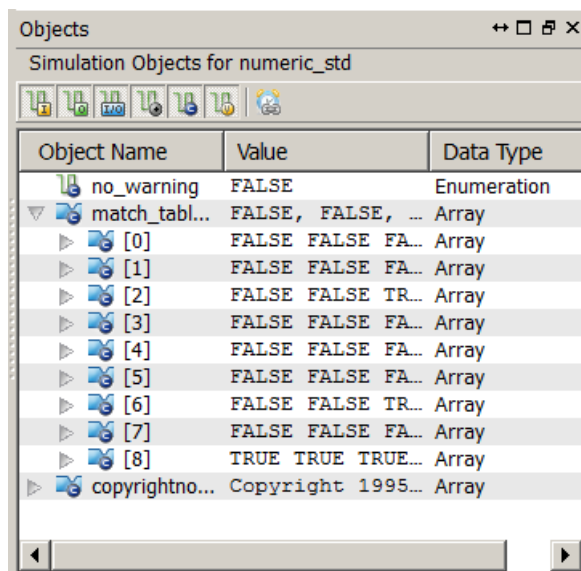 Objects
Simulation Objects for numeric_std
Object Name Value Data Type
no_warning FALSE Enumeration
match_tabl... FALSE, FALSE, ... Array
[0] FALSE FALSE FA... Array
[1] FALSE FALSE FA... Array
[2] FALSE FALSE TR... Array
[3] FALSE FALSE FA... Array
[4] FALSE FALSE FA... Array
[5] FALSE FALSE FA... Array
[6] FALSE FALSE TR... Array
[7] FALSE FALSE FA... Array
[8] TRUE TRUE TRUE... Array
copyrightno... Copyright 1995... Array